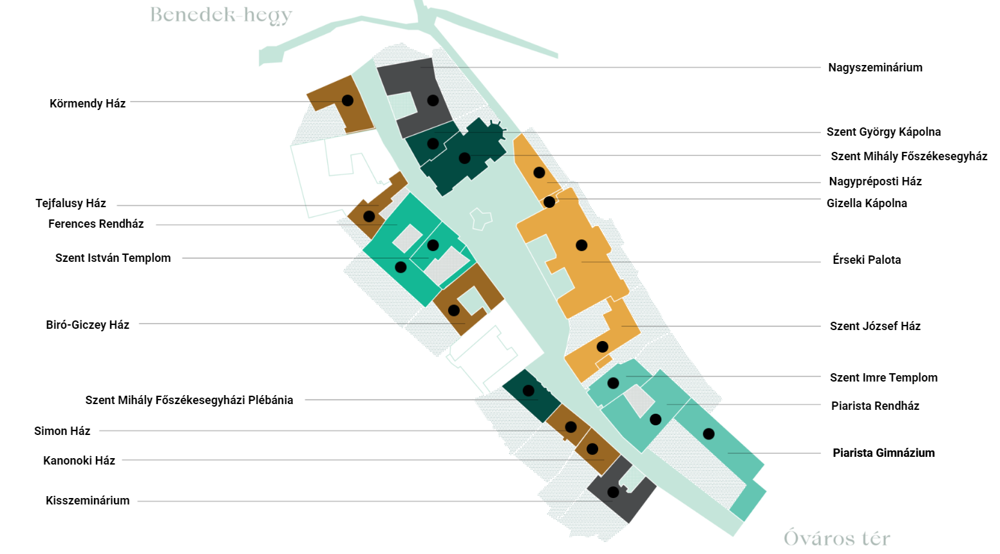 Benedek-hegy
Nagyszeminárium
Körmendy Ház
Szent György Kápolna
Szent Mihály Főszékesegyház
Nagypréposti Ház
Tejfalusy Ház
Gizella Kápolna
Ferences Rendház
Szent István Templom
Érseki Palota
Biró-Giczey Ház
Szent József Ház
Szent Imre Templom
Szent Mihály Főszékesegyházi Plébánia
Piarista Rendház
Simon Ház
Piarista Gimnázium
Kanonoki Ház
Kisszeminárium
Óváros tér